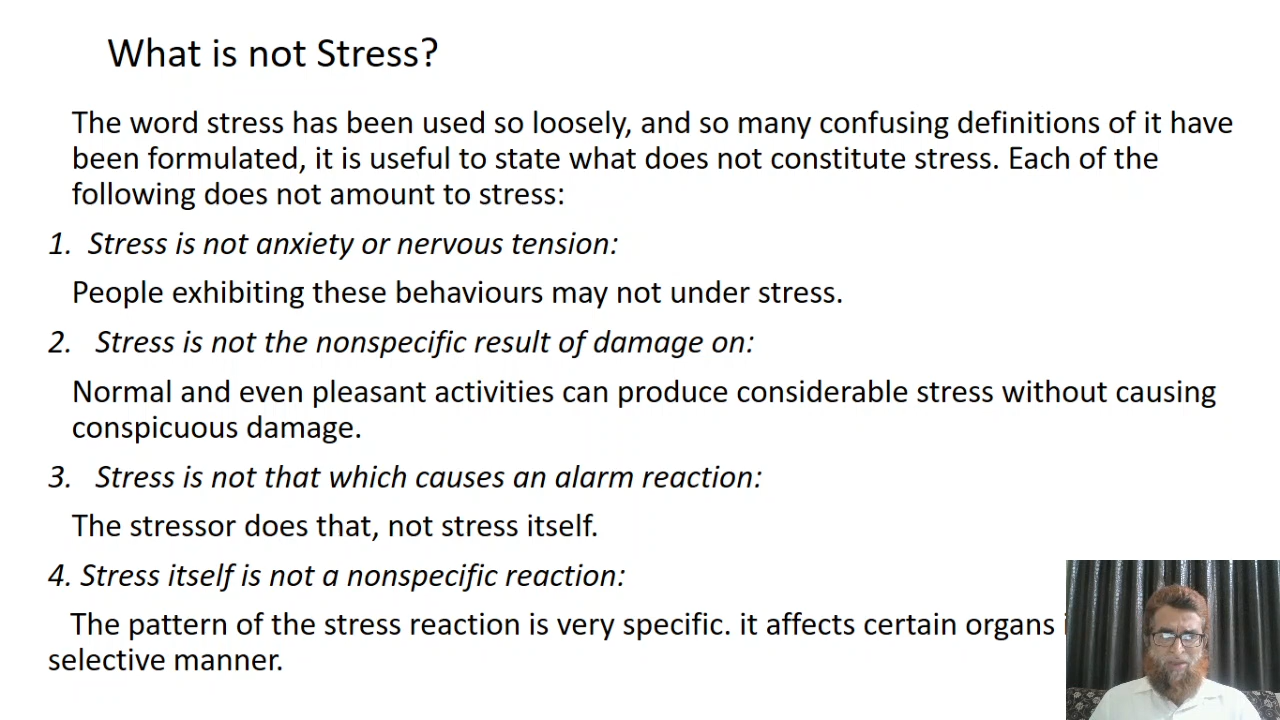 What is not Stress?
The word stress has been used so loosely, and so many confusing definitions of it have
been formulated, it is useful to state what does not constitute stress. Each of the
following does not amount to stress:
1. Stress is not anxiety or nervous tension:
People exhibiting these behaviours may not under stress.
2. Stress is not the nonspecific result of damage on:
Normal and even pleasant activities can produce considerable stress without causing
conspicuous damage.
3. Stress is not that which causes an alarm reaction:
The stressor does that, not stress itself.
4. Stress itself is not a nonspecific reaction:
The pattern of the stress reaction is very specific. it affects certain organs
selective manner.